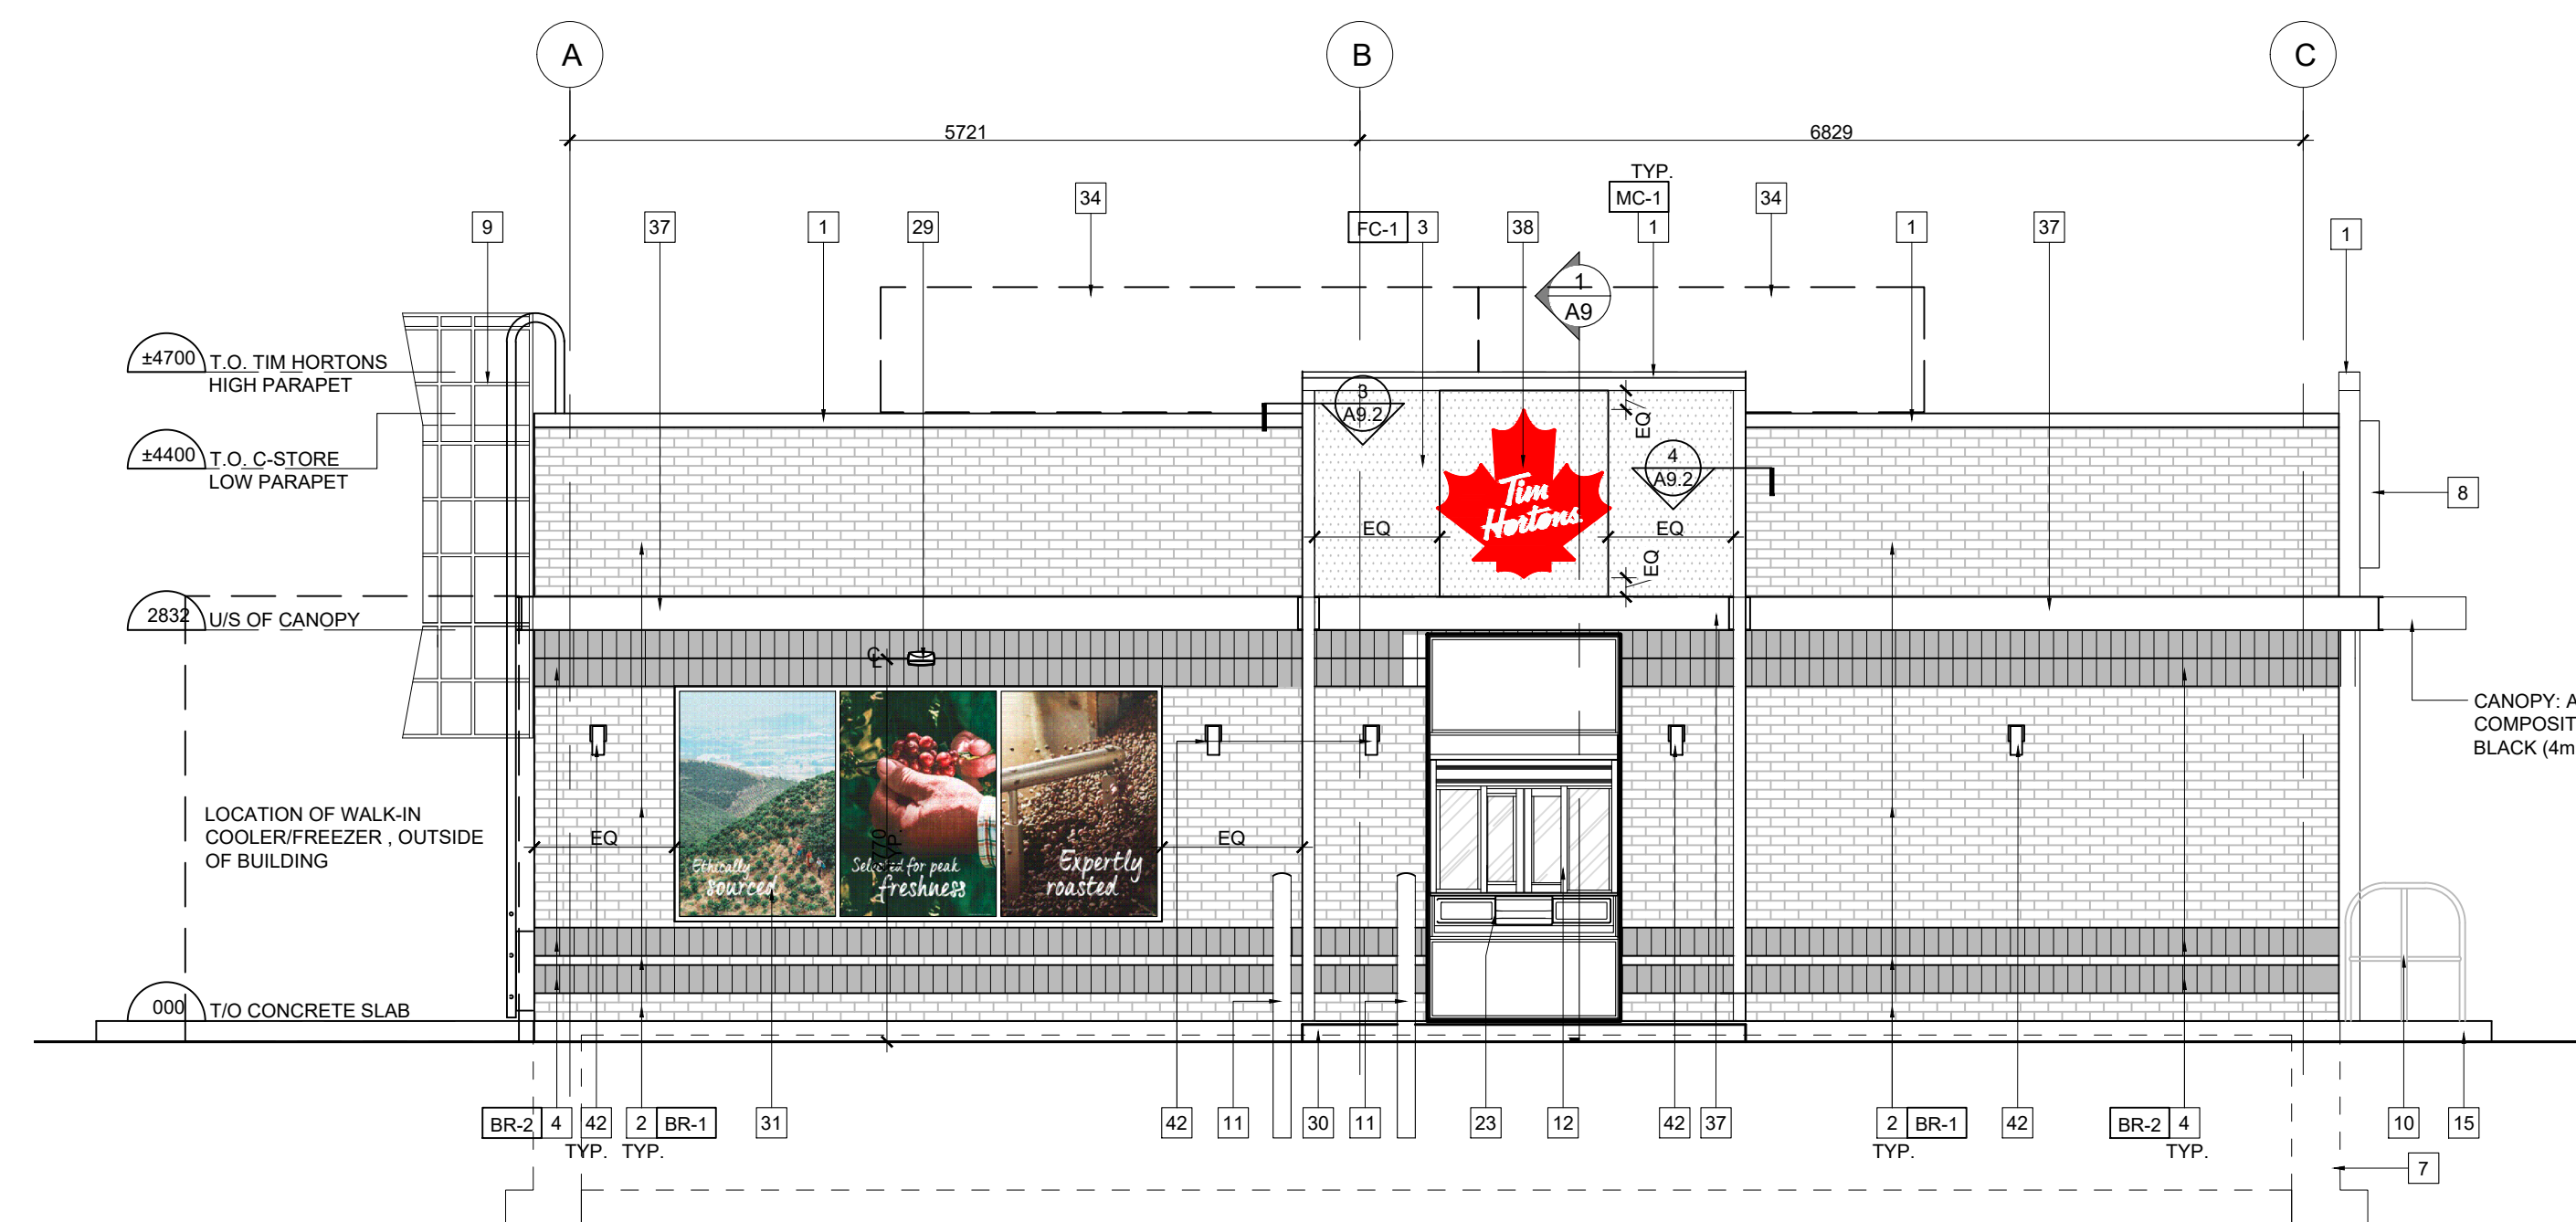 A
B
C
5721
6829
TYP.
34
MC-1
34
9
37
1
29
FC-1
3
38
1
1
37
1
1
A9
±4700
T.O. TIM HORTONS
HIGH PARAPET
3
A9.2
EQ
±4400
T.O. C-STORE
LOW PARAPET
4
A9.2
Tim
Hortons
8
EQ
EQ
EQ
2832
U/S OF CANOPY
CL
CANOPY: A
COMPOSIT
BLACK (4m
LOCATION OF WALK-IN
COOLER/FREEZER , OUTSIDE
OF BUILDING
EQ
EQ
TYP.
Ethically
sourced
Selected for peak
freshness
Expertly
roasted
000
T/O CONCRETE SLAB
BR-2
4
42
2
BR-1
31
42
11
30
11
23
12
42
37
2
BR-1
42
BR-2
4
10
15
TYP.
TYP.
TYP.
TYP.
7